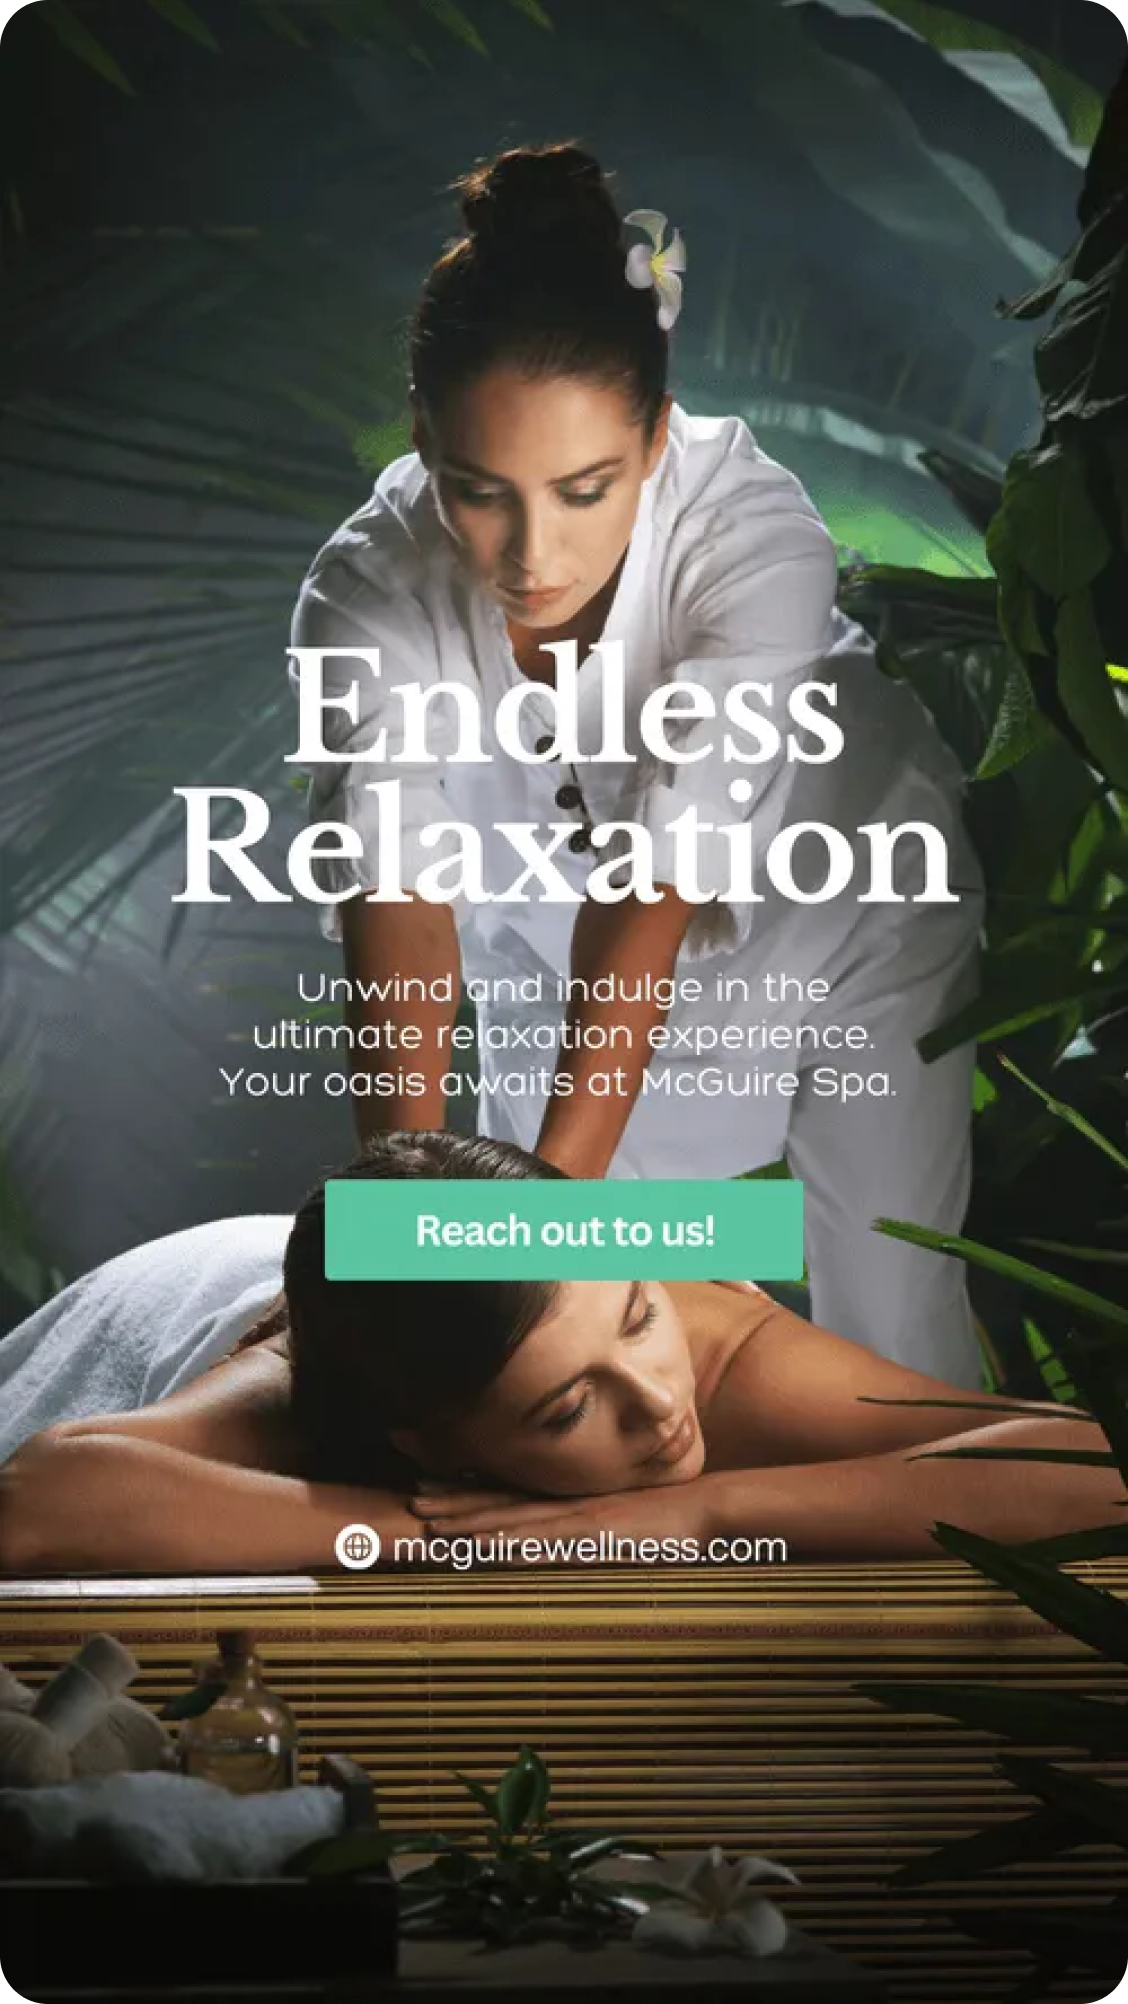 Endless
Relaxation
Unwind and indulge in the
ultimate relaxation experience.
Your oasis awaits at McGuire Spa.
Reach out to us!
mcguirewellness.com